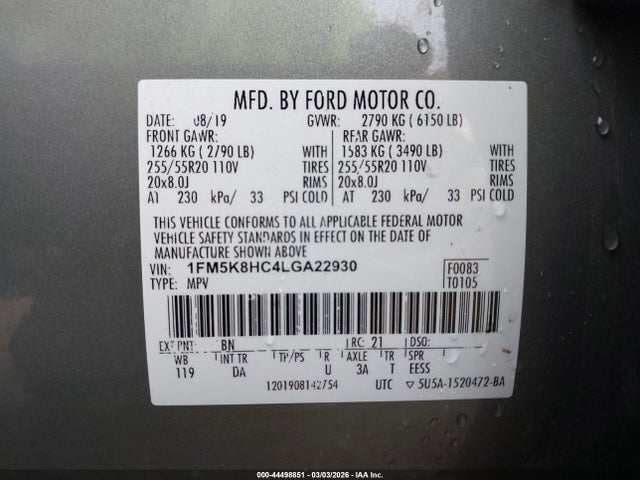 MFD. BY FORD MOTOR CO.
DATE: 08/19 GVWR: 2790 KG ( 6150 LB)
FRONT GAWR: REAR GAWR:
1266 KG ( 2790 LB) WITH 1583 KG ( 3490 LB) WITH
255/55R20 110V TIRES 255/55R20 110V TIRES
20x8.0J RIMS 20x8.0J RIMS
AT 230 kPa/ 33 PSI COLD AT 230 kPa/ 33 PSI COLD
THIS VEHICLE CONFORMS TO ALL APPLICABLE FEDERAL MOTOR
VEHICLE SAFETY STANDARDS IN EFFECT ON THE DATE OF
MANUFACTURE SHOWN ABOVE
VIN: 1FM5K8HC4LGA22930 F0083
TYPE: MPV T0105
EXT PNT: BN RC: 21 DSO:
WB INT TR TP/PS R AXLE TR SPR
119 DA U 3A T EESS
1201908142754 UTC ▽ 5U5A-1520472-BA
000-44498851 - 03/03/2026 - IAA Inc.